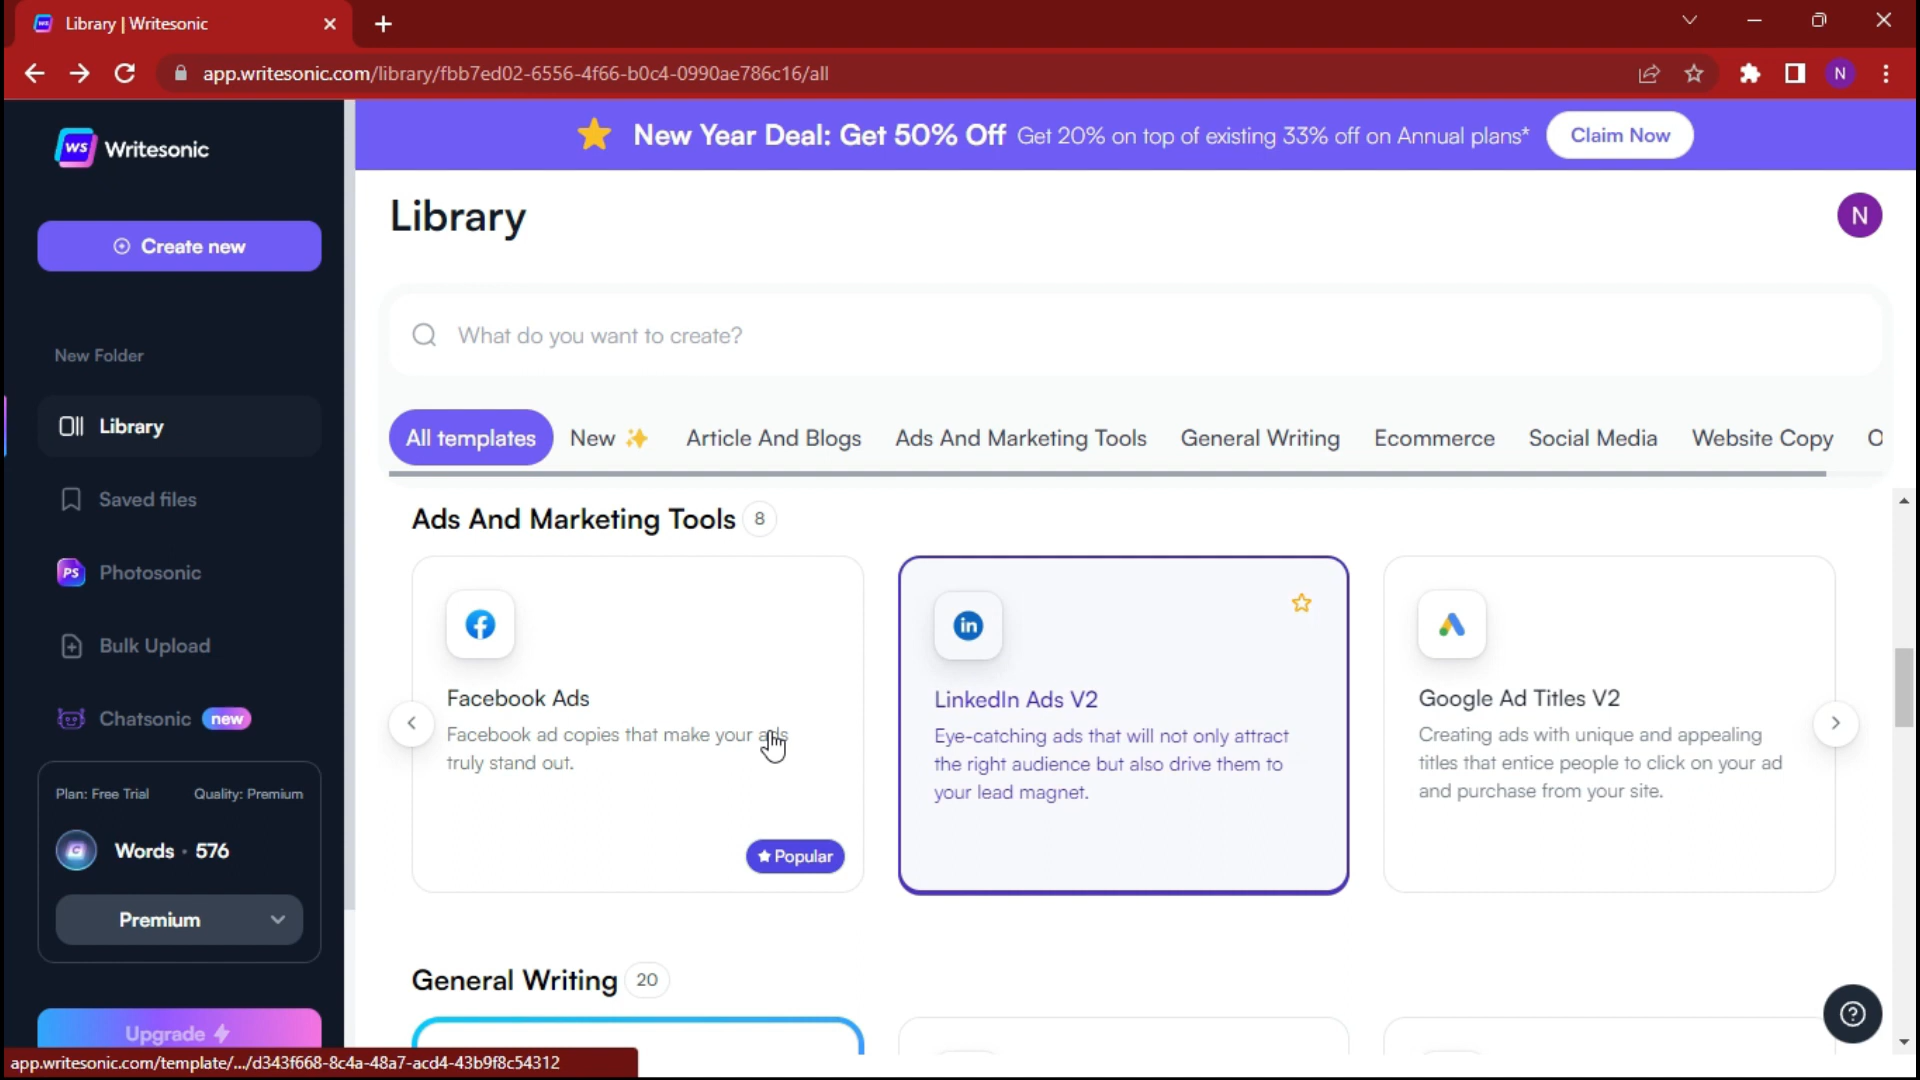 Library | Writesonic
app.writesonic.com/library/fbb7ed02-6556-4f66-b0c4-0990ae786c16/all
N
WS Writesonic
New Year Deal: Get 50% Off Get 20% on top of existing 33% off on Annual plans* Claim Now
Library
N
Create new
What do you want to create?
New Folder
Library
All templates New Article And Blogs Ads And Marketing Tools General Writing Ecommerce Social Media Website Copy O
Saved files
Ads And Marketing Tools 8
PS Photosonic
Bulk Upload
Chatsonic new
Facebook Ads
Facebook ad copies that make your ads
truly stand out.
Popular
in
LinkedIn Ads V2
Eye-catching ads that will not only attract
the right audience but also drive them to
your lead magnet.
Google Ad Titles V2
Creating ads with unique and appealing
titles that entice people to click on your ad
and purchase from your site.
Plan: Free Trial Quality: Premium
Words · 576
Premium
General Writing 20
Upgrade
app.writesonic.com/template/.../d343f668-8c4a-48a7-acd4-43b9f8c54312